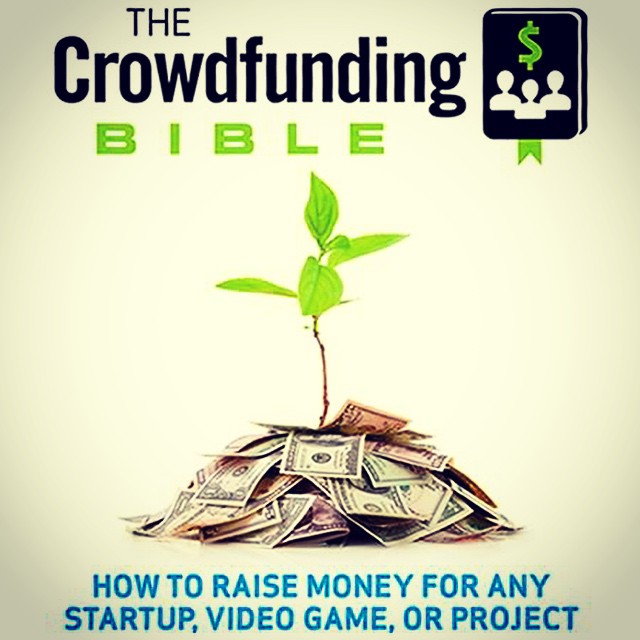 THE
Crowdfunding
BIBLE
$
HOW TO RAISE MONEY FOR ANY
STARTUP, VIDEO GAME, OR PROJECT